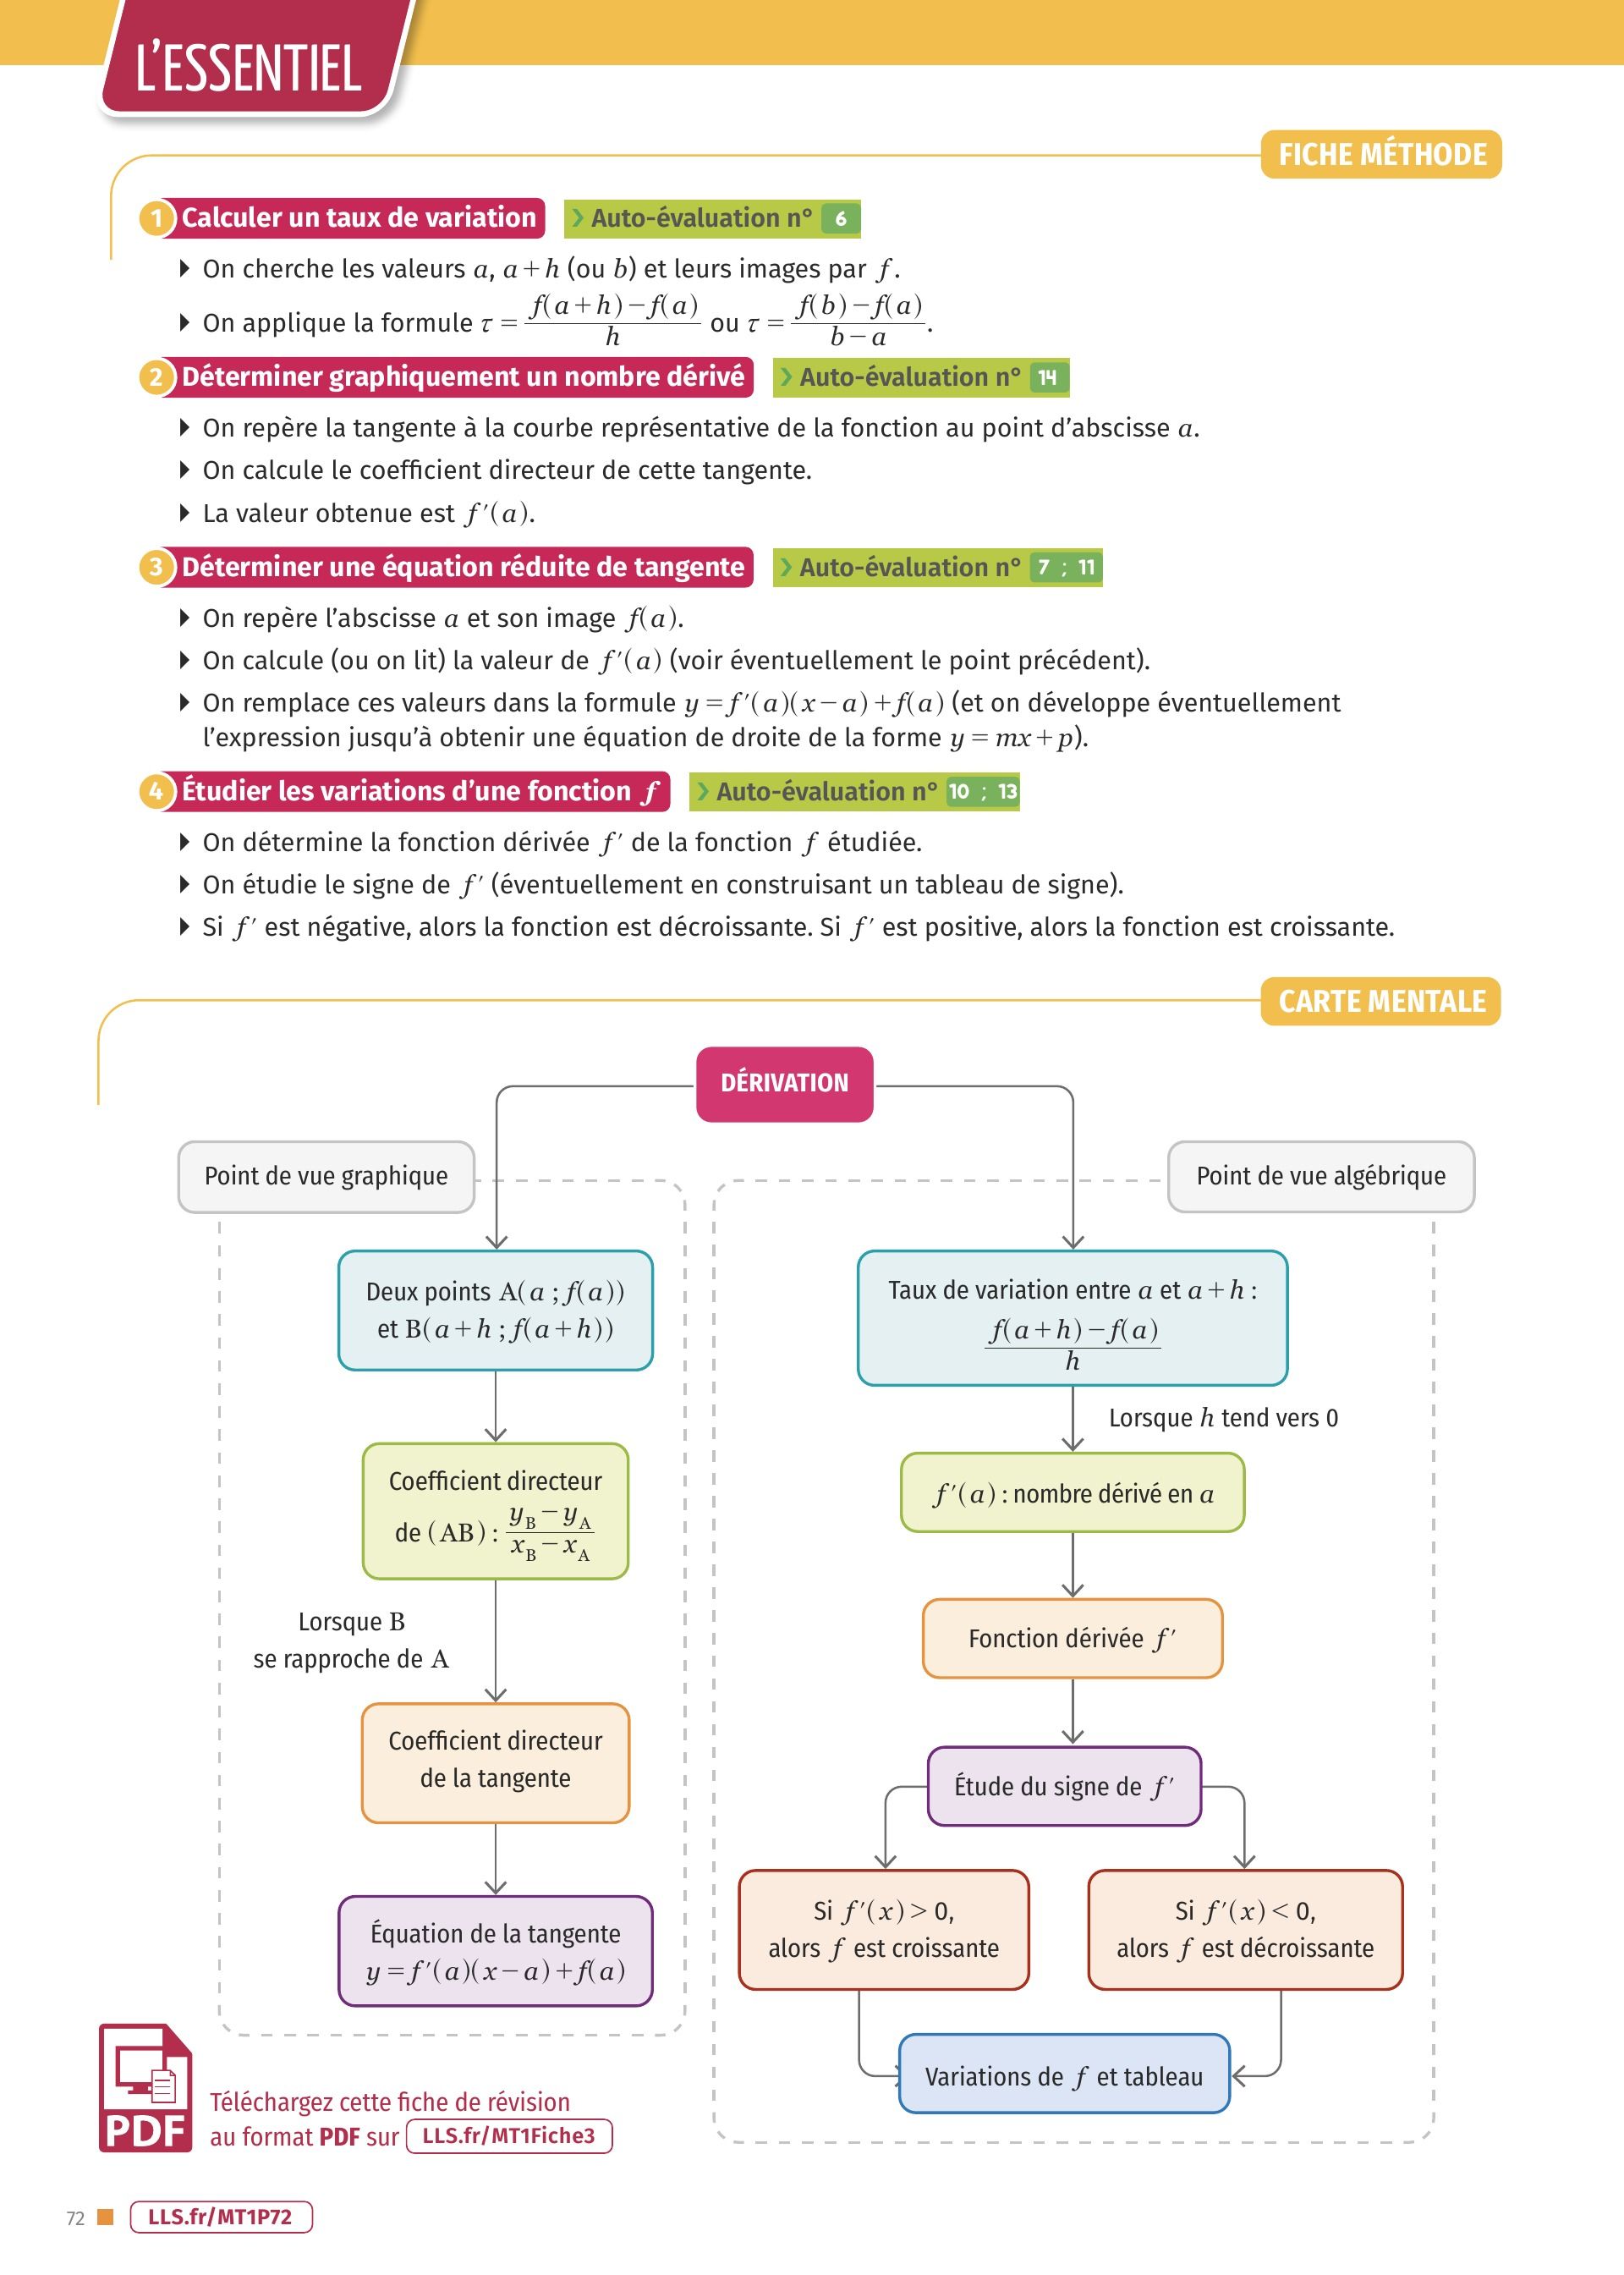 L'ESSENTIEL
FICHE MÉTHODE
1 Calculer un taux de variation › Auto-évaluation n° 6
On cherche les valeurs a, a + h (ou b) et leurs images par f.
On applique la formule τ = (f(a + h) − f(a))/h ou τ = (f(b) − f(a))/(b − a).
2 Déterminer graphiquement un nombre dérivé › Auto-évaluation n° 14
On repère la tangente à la courbe représentative de la fonction au point d'abscisse a.
On calcule le coefficient directeur de cette tangente.
La valeur obtenue est f′(a).
3 Déterminer une équation réduite de tangente › Auto-évaluation n° 7 ; 11
On repère l'abscisse a et son image f(a).
On calcule (ou on lit) la valeur de f′(a) (voir éventuellement le point précédent).
On remplace ces valeurs dans la formule y = f′(a)(x − a) + f(a) (et on développe éventuellement
l'expression jusqu'à obtenir une équation de droite de la forme y = mx + p).
4 Étudier les variations d'une fonction f › Auto-évaluation n° 10 ; 13
On détermine la fonction dérivée f′ de la fonction f étudiée.
On étudie le signe de f′ (éventuellement en construisant un tableau de signe).
Si f′ est négative, alors la fonction est décroissante. Si f′ est positive, alors la fonction est croissante.
CARTE MENTALE
DÉRIVATION
Point de vue graphique
Deux points A(a ; f(a))
et B(a + h ; f(a + h))
Coefficient directeur
de (AB) : (y_B − y_A)/(x_B − x_A)
Lorsque B
se rapproche de A
Coefficient directeur
de la tangente
Équation de la tangente
y = f′(a)(x − a) + f(a)
Point de vue algébrique
Taux de variation entre a et a + h :
(f(a + h) − f(a))/h
Lorsque h tend vers 0
f′(a) : nombre dérivé en a
Fonction dérivée f′
Étude du signe de f′
Si f′(x) > 0,
alors f est croissante
Si f′(x) < 0,
alors f est décroissante
Variations de f et tableau
PDF
Téléchargez cette fiche de révision
au format PDF sur LLS.fr/MT1Fiche3
72 LLS.fr/MT1P72